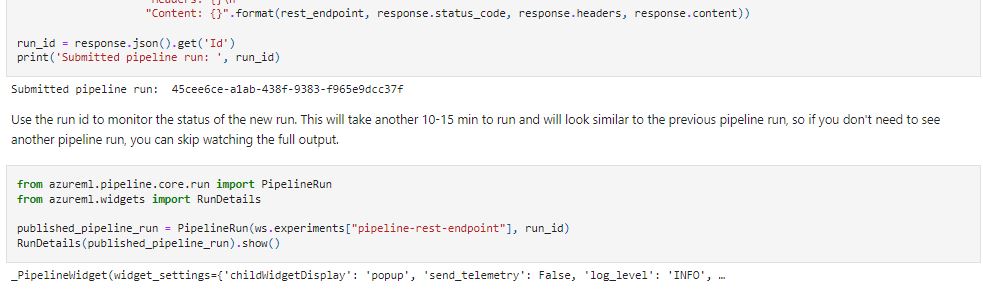 "Content: {}".format(rest_endpoint, response.status_code, response.headers, response.content))
run_id = response.json().get('Id')
print('Submitted pipeline run: ', run_id)
Submitted pipeline run:  45cee6ce-a1ab-438f-9383-f965e9dcc37f
Use the run id to monitor the status of the new run. This will take another 10-15 min to run and will look similar to the previous pipeline run, so if you don't need to see
another pipeline run, you can skip watching the full output.
from azureml.pipeline.core.run import PipelineRun
from azureml.widgets import RunDetails
published_pipeline_run = PipelineRun(ws.experiments["pipeline-rest-endpoint"], run_id)
RunDetails(published_pipeline_run).show()
_PipelineWidget(widget_settings={'childWidgetDisplay': 'popup', 'send_telemetry': False, 'log_level': 'INFO', …